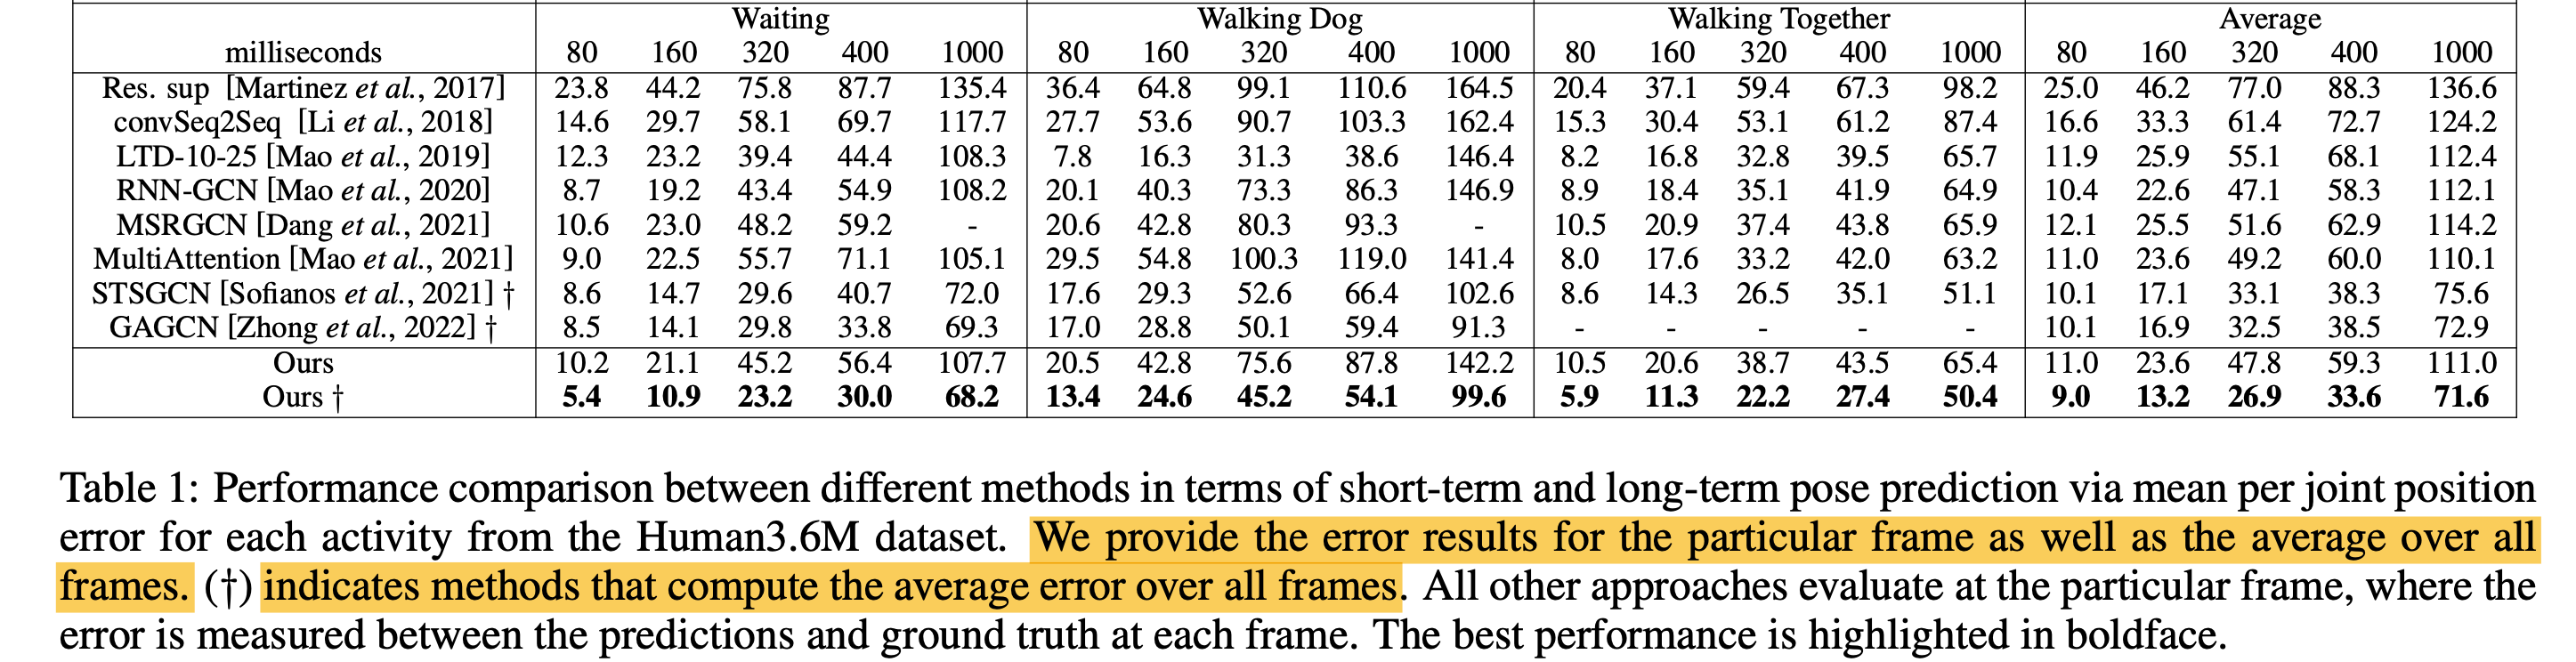 Waiting Walking Dog Walking Together Average
milliseconds 80 160 320 400 1000 80 160 320 400 1000 80 160 320 400 1000 80 160 320 400 1000
Res. sup [Martinez et al., 2017] 23.8 44.2 75.8 87.7 135.4 36.4 64.8 99.1 110.6 164.5 20.4 37.1 59.4 67.3 98.2 25.0 46.2 77.0 88.3 136.6
convSeq2Seq [Li et al., 2018] 14.6 29.7 58.1 69.7 117.7 27.7 53.6 90.7 103.3 162.4 15.3 30.4 53.1 61.2 87.4 16.6 33.3 61.4 72.7 124.2
LTD-10-25 [Mao et al., 2019] 12.3 23.2 39.4 44.4 108.3 7.8 16.3 31.3 38.6 146.4 8.2 16.8 32.8 39.5 65.7 11.9 25.9 55.1 68.1 112.4
RNN-GCN [Mao et al., 2020] 8.7 19.2 43.4 54.9 108.2 20.1 40.3 73.3 86.3 146.9 8.9 18.4 35.1 41.9 64.9 10.4 22.6 47.1 58.3 112.1
MSRGCN [Dang et al., 2021] 10.6 23.0 48.2 59.2 - 20.6 42.8 80.3 93.3 - 10.5 20.9 37.4 43.8 65.9 12.1 25.5 51.6 62.9 114.2
MultiAttention [Mao et al., 2021] 9.0 22.5 55.7 71.1 105.1 29.5 54.8 100.3 119.0 141.4 8.0 17.6 33.2 42.0 63.2 11.0 23.6 49.2 60.0 110.1
STSGCN [Sofianos et al., 2021] † 8.6 14.7 29.6 40.7 72.0 17.6 29.3 52.6 66.4 102.6 8.6 14.3 26.5 35.1 51.1 10.1 17.1 33.1 38.3 75.6
GAGCN [Zhong et al., 2022] † 8.5 14.1 29.8 33.8 69.3 17.0 28.8 50.1 59.4 91.3 - - - - - 10.1 16.9 32.5 38.5 72.9
Ours 10.2 21.1 45.2 56.4 107.7 20.5 42.8 75.6 87.8 142.2 10.5 20.6 38.7 43.5 65.4 11.0 23.6 47.8 59.3 111.0
Ours † 5.4 10.9 23.2 30.0 68.2 13.4 24.6 45.2 54.1 99.6 5.9 11.3 22.2 27.4 50.4 9.0 13.2 26.9 33.6 71.6
Table 1: Performance comparison between different methods in terms of short-term and long-term pose prediction via mean per joint position
error for each activity from the Human3.6M dataset. We provide the error results for the particular frame as well as the average over all
frames. (†) indicates methods that compute the average error over all frames. All other approaches evaluate at the particular frame, where the
error is measured between the predictions and ground truth at each frame. The best performance is highlighted in boldface.